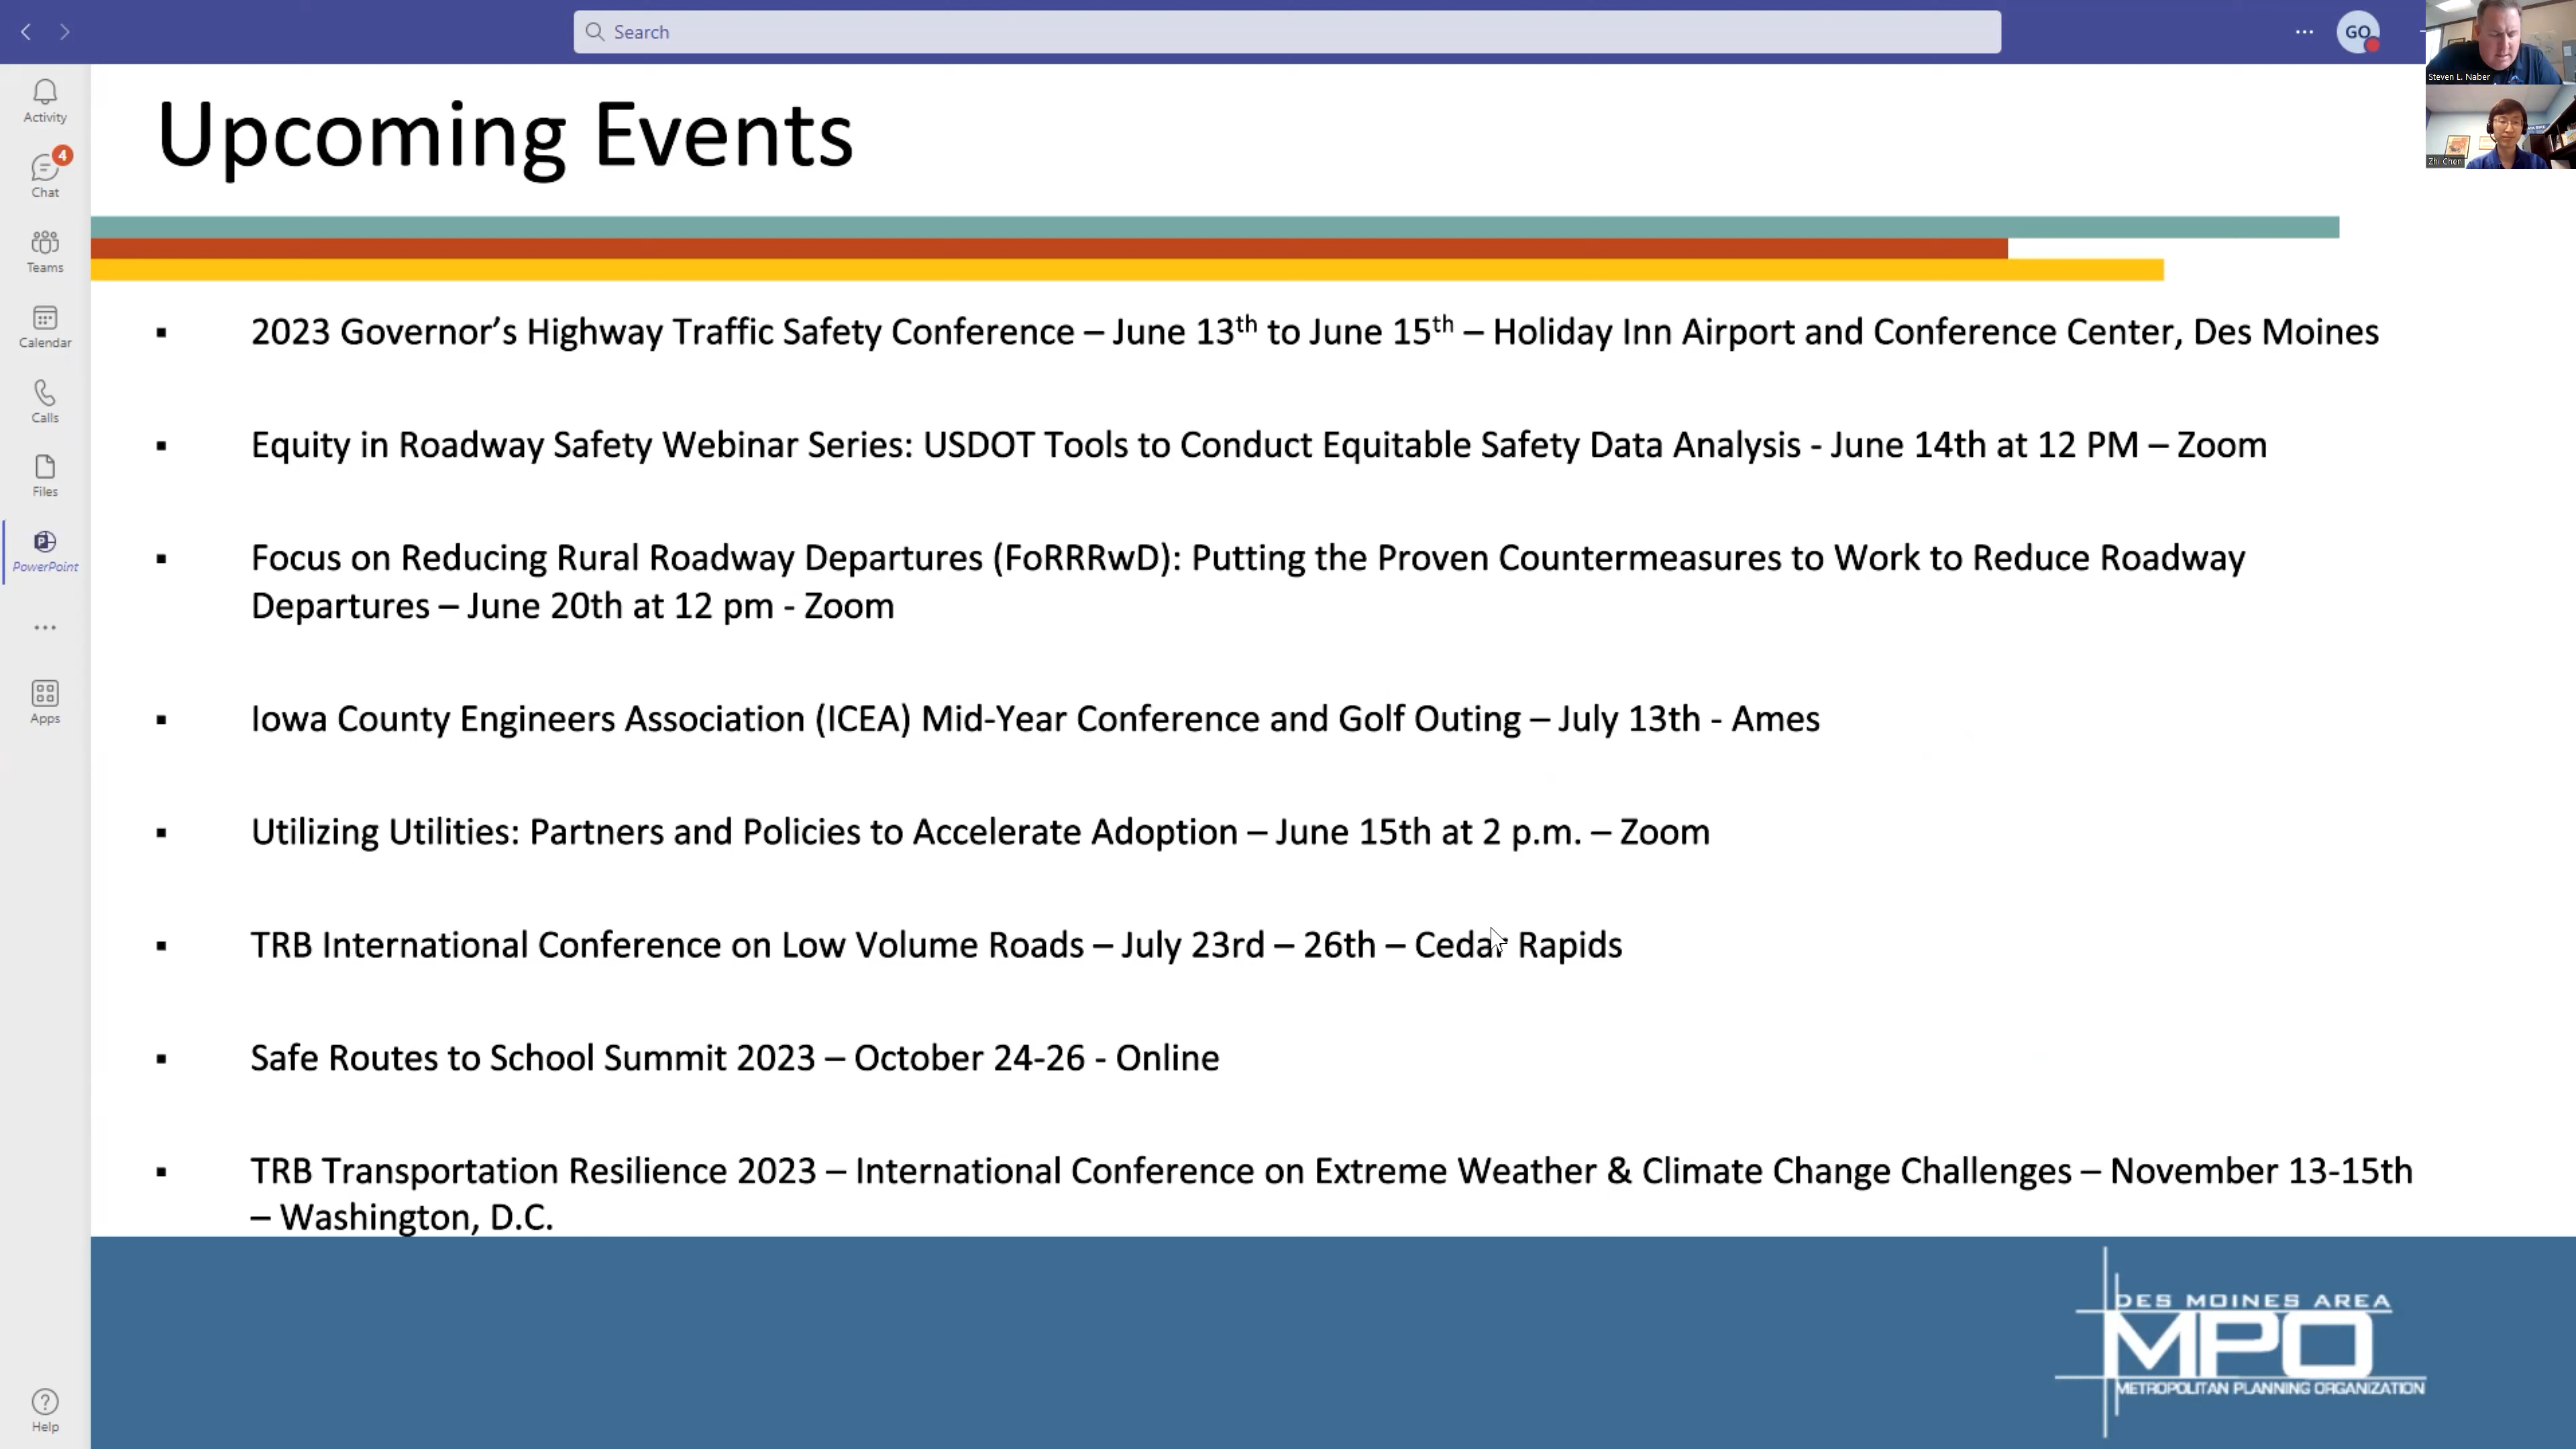 Search
GO
Steven L. Naber
Zhi Chen
Activity
4
Chat
Teams
Calendar
Calls
Files
PowerPoint
Apps
Help
Upcoming Events
▪ 2023 Governor’s Highway Traffic Safety Conference – June 13th to June 15th – Holiday Inn Airport and Conference Center, Des Moines
▪ Equity in Roadway Safety Webinar Series: USDOT Tools to Conduct Equitable Safety Data Analysis - June 14th at 12 PM – Zoom
▪ Focus on Reducing Rural Roadway Departures (FoRRRwD): Putting the Proven Countermeasures to Work to Reduce Roadway
Departures – June 20th at 12 pm - Zoom
▪ Iowa County Engineers Association (ICEA) Mid-Year Conference and Golf Outing – July 13th - Ames
▪ Utilizing Utilities: Partners and Policies to Accelerate Adoption – June 15th at 2 p.m. – Zoom
▪ TRB International Conference on Low Volume Roads – July 23rd – 26th – Cedar Rapids
▪ Safe Routes to School Summit 2023 – October 24-26 - Online
▪ TRB Transportation Resilience 2023 – International Conference on Extreme Weather & Climate Change Challenges – November 13-15th
– Washington, D.C.
DES MOINES AREA
MPO
METROPOLITAN PLANNING ORGANIZATION